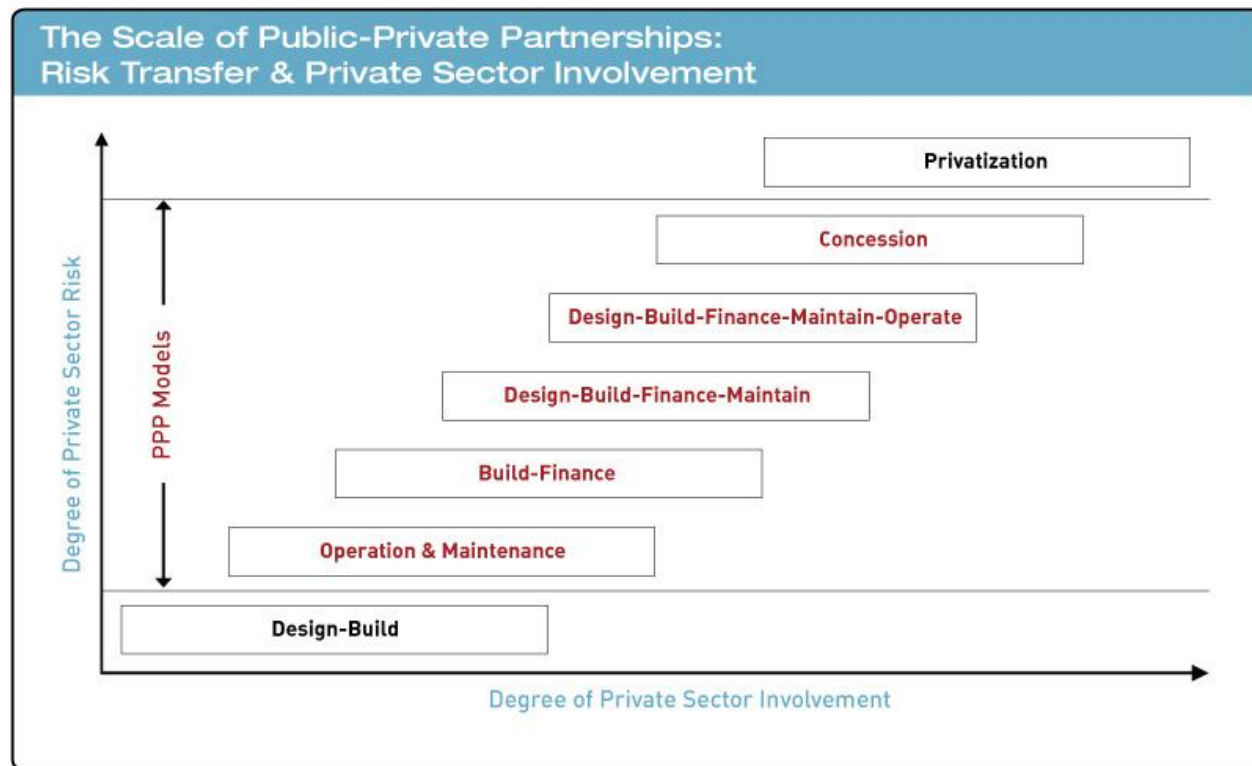 The Scale of Public-Private Partnerships:
Risk Transfer & Private Sector Involvement
Privatization
Concession
Design-Build-Finance-Maintain-Operate
Design-Build-Finance-Maintain
Build-Finance
Operation & Maintenance
Design-Build
PPP Models
Degree of Private Sector Risk
Degree of Private Sector Involvement